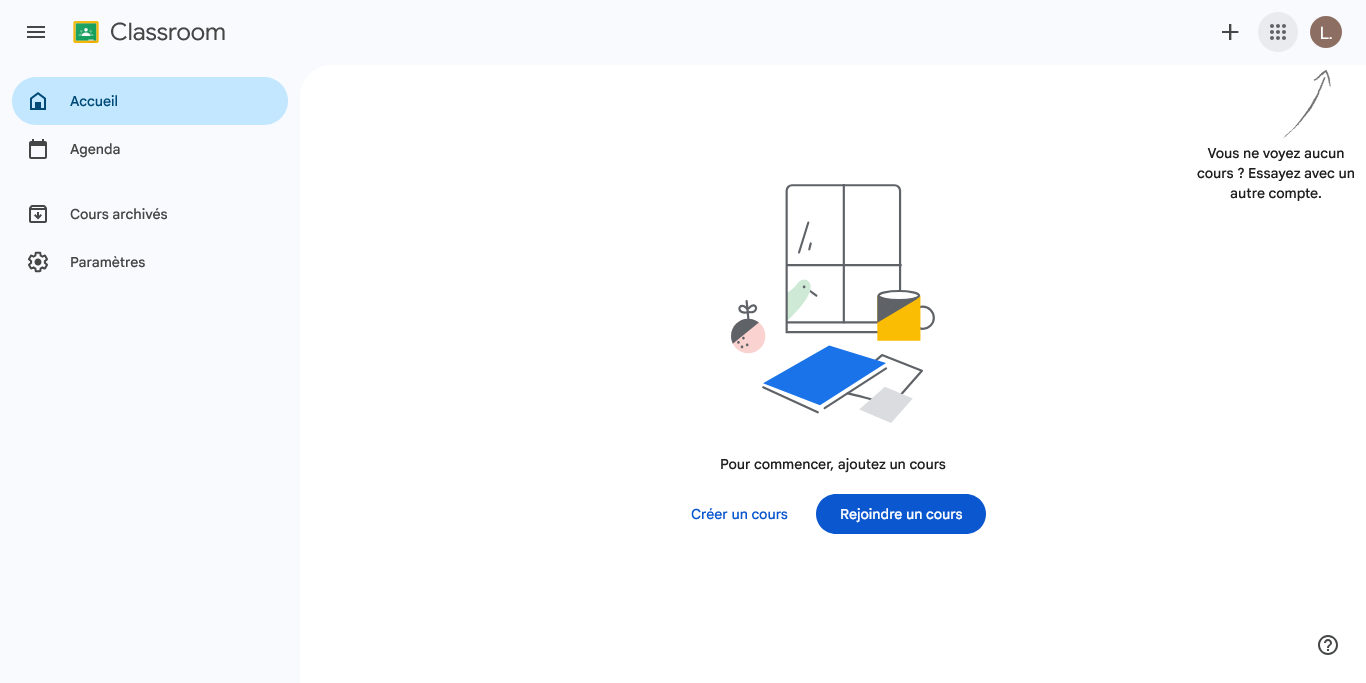 Classroom
L.
Accueil
Agenda
Cours archivés
Paramètres
Vous ne voyez aucun
cours ? Essayez avec un
autre compte.
Pour commencer, ajoutez un cours
Créer un cours
Rejoindre un cours